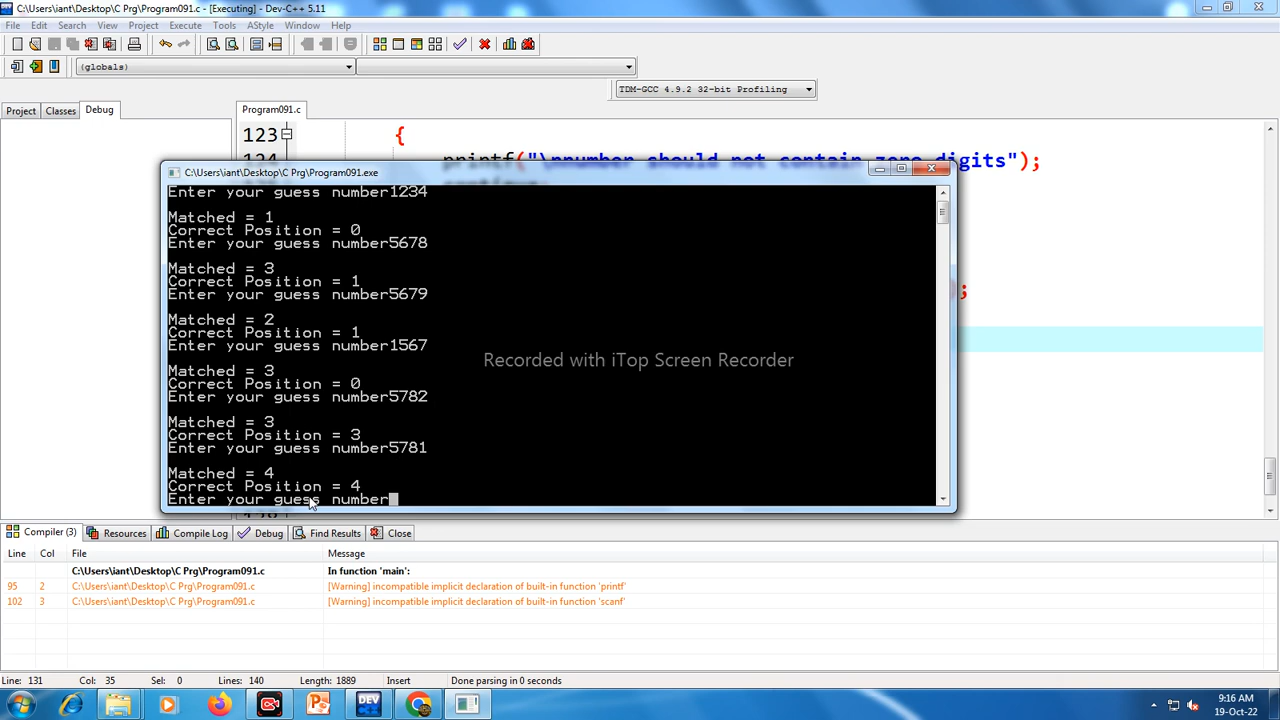 C:\Users\iant\Desktop\C Prg\Program091.c - [Executing] - Dev-C++ 5.11
File Edit Search View Project Execute Tools AStyle Window Help
(globals)
TDM-GCC 4.9.2 32-bit Profiling
Project Classes Debug
Program091.c
123 {
124 printf("\nnumber should not contain zero digits");
C:\Users\iant\Desktop\C Prg\Program091.exe
Enter your guess number1234
Matched = 1
Correct Position = 0
Enter your guess number5678
Matched = 3
Correct Position = 1
Enter your guess number5679
Matched = 2
Correct Position = 1
Enter your guess number1567
Matched = 3
Correct Position = 0
Enter your guess number5782
Matched = 3
Correct Position = 3
Enter your guess number5781
Matched = 4
Correct Position = 4
Enter your guess number
);
Recorded with iTop Screen Recorder
Compiler (3) Resources Compile Log Debug Find Results Close
Line Col File Message
C:\Users\iant\Desktop\C Prg\Program091.c In function 'main':
95 2 C:\Users\iant\Desktop\C Prg\Program091.c [Warning] incompatible implicit declaration of built-in function 'printf'
102 3 C:\Users\iant\Desktop\C Prg\Program091.c [Warning] incompatible implicit declaration of built-in function 'scanf'
Line: 131 Col: 35 Sel: 0 Lines: 140 Length: 1889 Insert Done parsing in 0 seconds
DEV
9:16 AM
19-Oct-22